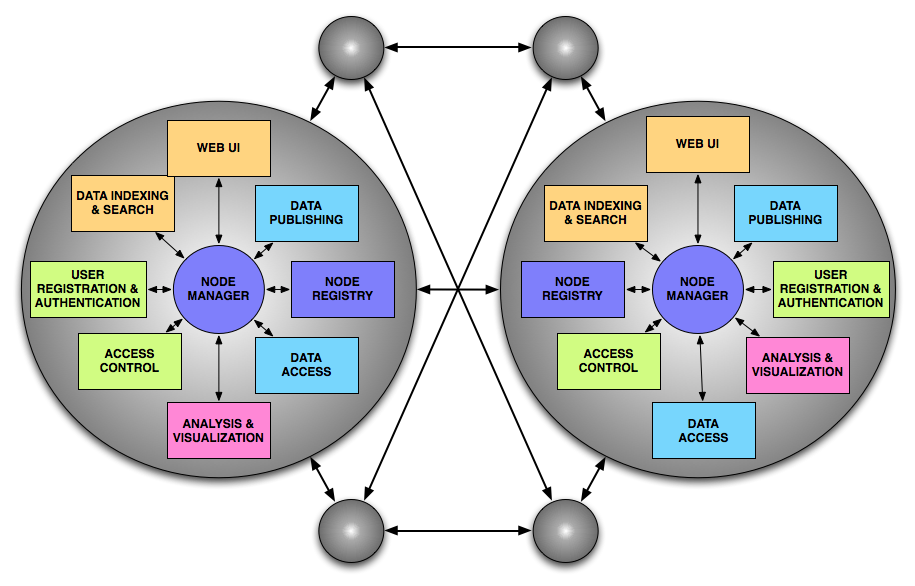 WEB UI
DATA INDEXING
& SEARCH
DATA
PUBLISHING
USER
REGISTRATION &
AUTHENTICATION
NODE
MANAGER
NODE
REGISTRY
ACCESS
CONTROL
DATA
ACCESS
ANALYSIS &
VISUALIZATION
WEB UI
DATA INDEXING
& SEARCH
DATA
PUBLISHING
NODE
REGISTRY
NODE
MANAGER
USER
REGISTRATION &
AUTHENTICATION
ACCESS
CONTROL
ANALYSIS &
VISUALIZATION
DATA
ACCESS